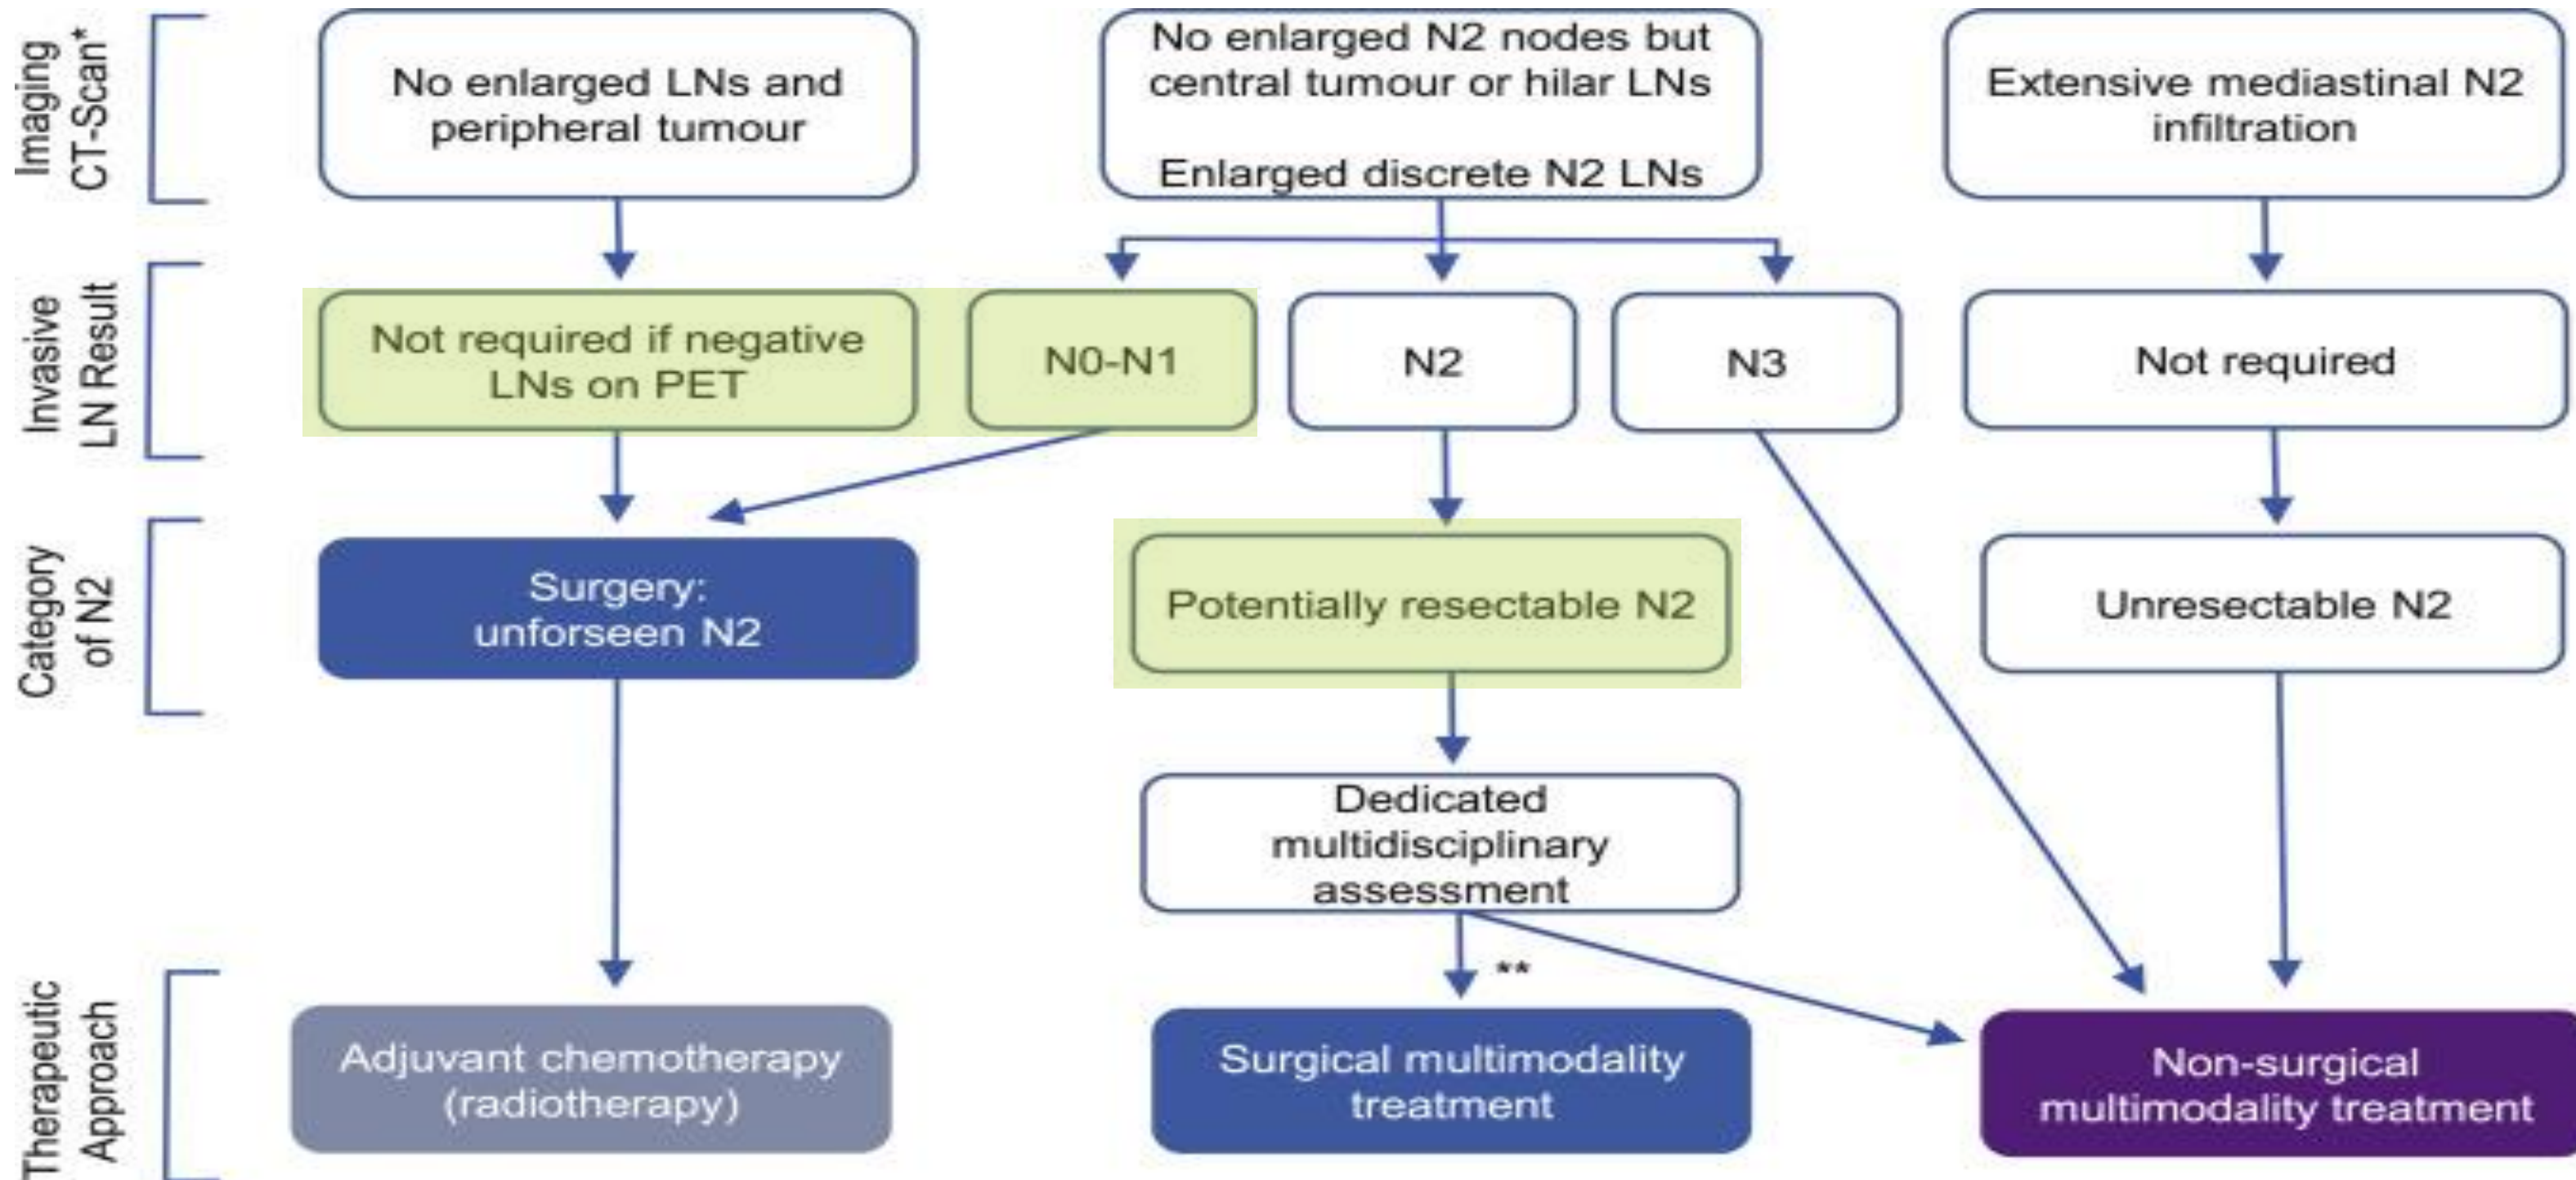 Imaging
CT-Scan*
No enlarged LNs and
peripheral tumour
No enlarged N2 nodes but
central tumour or hilar LNs
Enlarged discrete N2 LNs
Extensive mediastinal N2
infiltration
Invasive
LN Result
Not required if negative
LNs on PET
N0-N1
N2
N3
Not required
Category
of N2
Surgery:
unforseen N2
Potentially resectable N2
Unresectable N2
Dedicated
multidisciplinary
assessment
**
Therapeutic
Approach
Adjuvant chemotherapy
(radiotherapy)
Surgical multimodality
treatment
Non-surgical
multimodality treatment